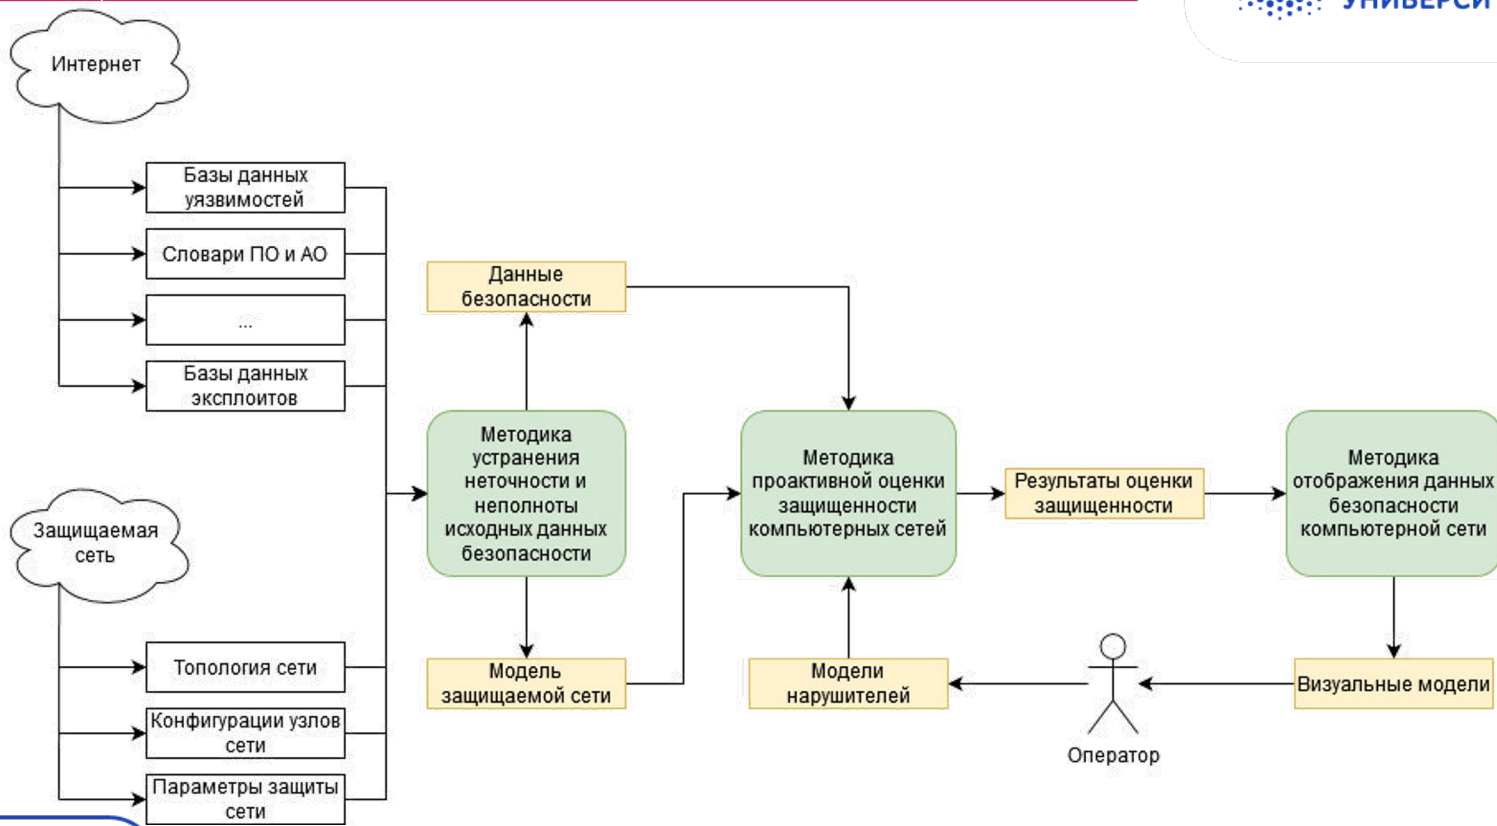 УНИВЕРСИ
Интернет
Базы данных
уязвимостей
Словари ПО и АО
...
Базы данных
эксплоитов
Защищаемая
сеть
Топология сети
Конфигурации узлов
сети
Параметры защиты
сети
Данные
безопасности
Методика
устранения
неточности и
неполноты
исходных данных
безопасности
Модель
защищаемой сети
Методика
проактивной оценки
защищенности
компьютерных сетей
Модели
нарушителей
Результаты оценки
защищенности
Методика
отображения данных
безопасности
компьютерной сети
Визуальные модели
Оператор